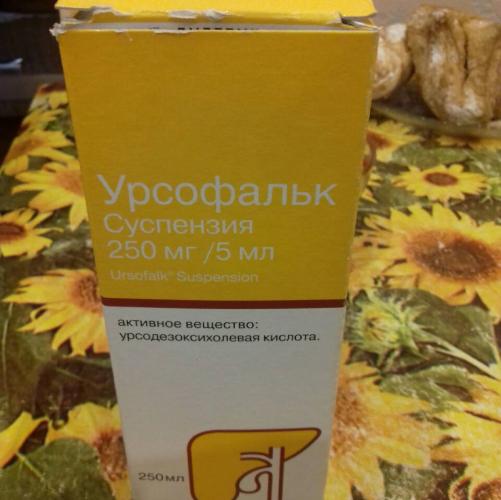 Урсофальк
Суспензия
250 мг /5 мл
Ursofalk® Suspension
активное вещество:
урсодезоксихолевая кислота.
250мл